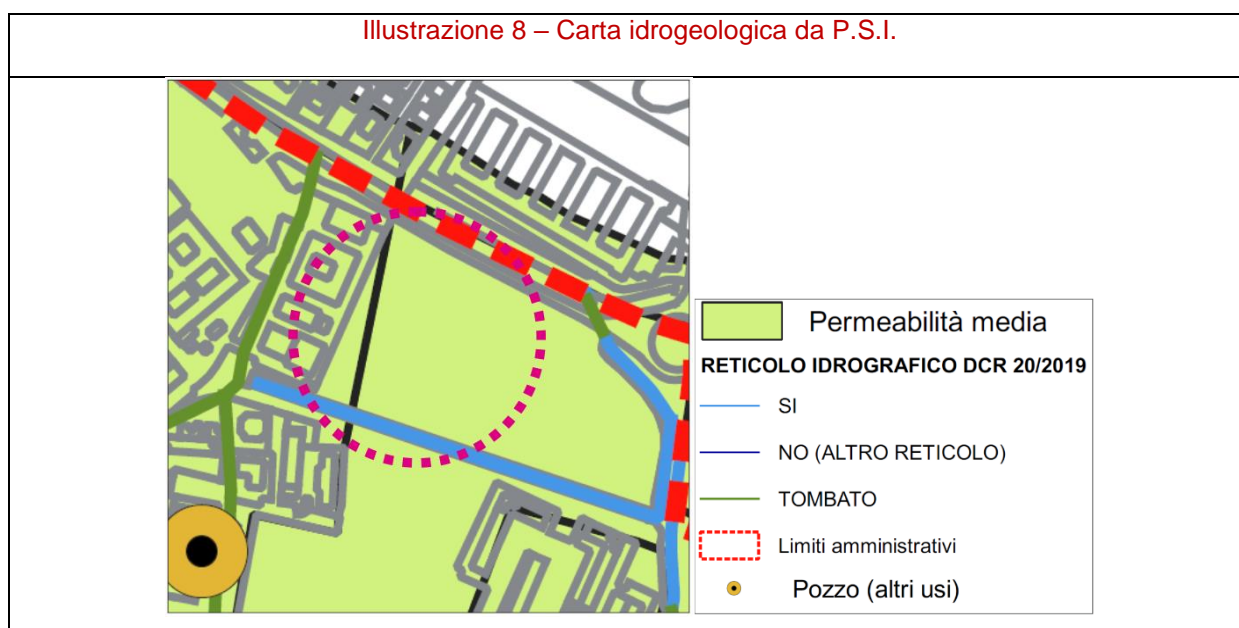 Illustrazione 8 – Carta idrogeologica da P.S.I.
Permeabilità media
RETICOLO IDROGRAFICO DCR 20/2019
SI
NO (ALTRO RETICOLO)
TOMBATO
Limiti amministrativi
Pozzo (altri usi)